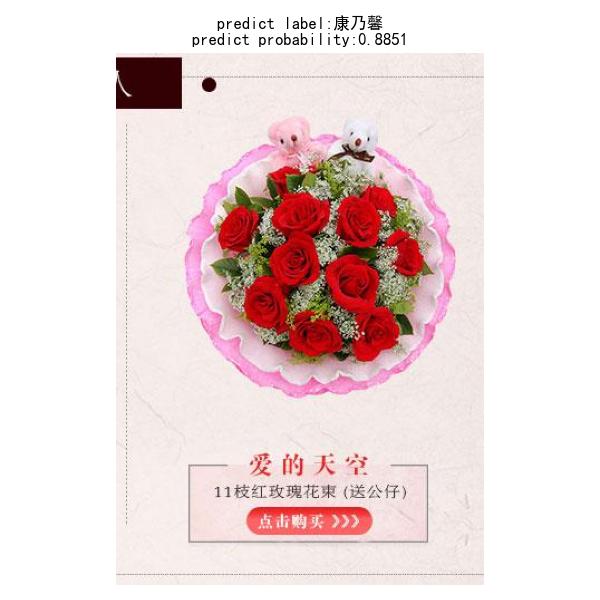 predict label:康乃馨
predict probability:0.8851
人
爱的天空
11枝红玫瑰花束 (送公仔)
点击购买 》》》